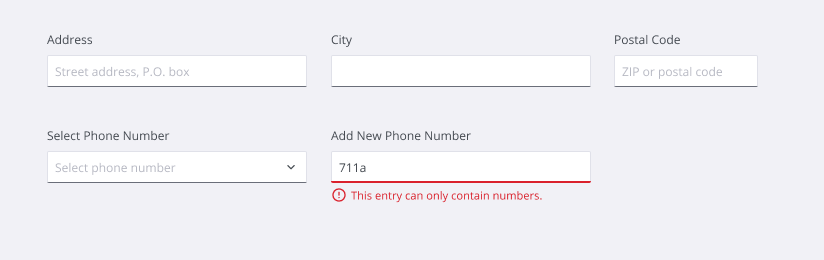 Address
City
Postal Code
Street address, P.O. box
ZIP or postal code
Select Phone Number
Add New Phone Number
Select phone number
711a
This entry can only contain numbers.